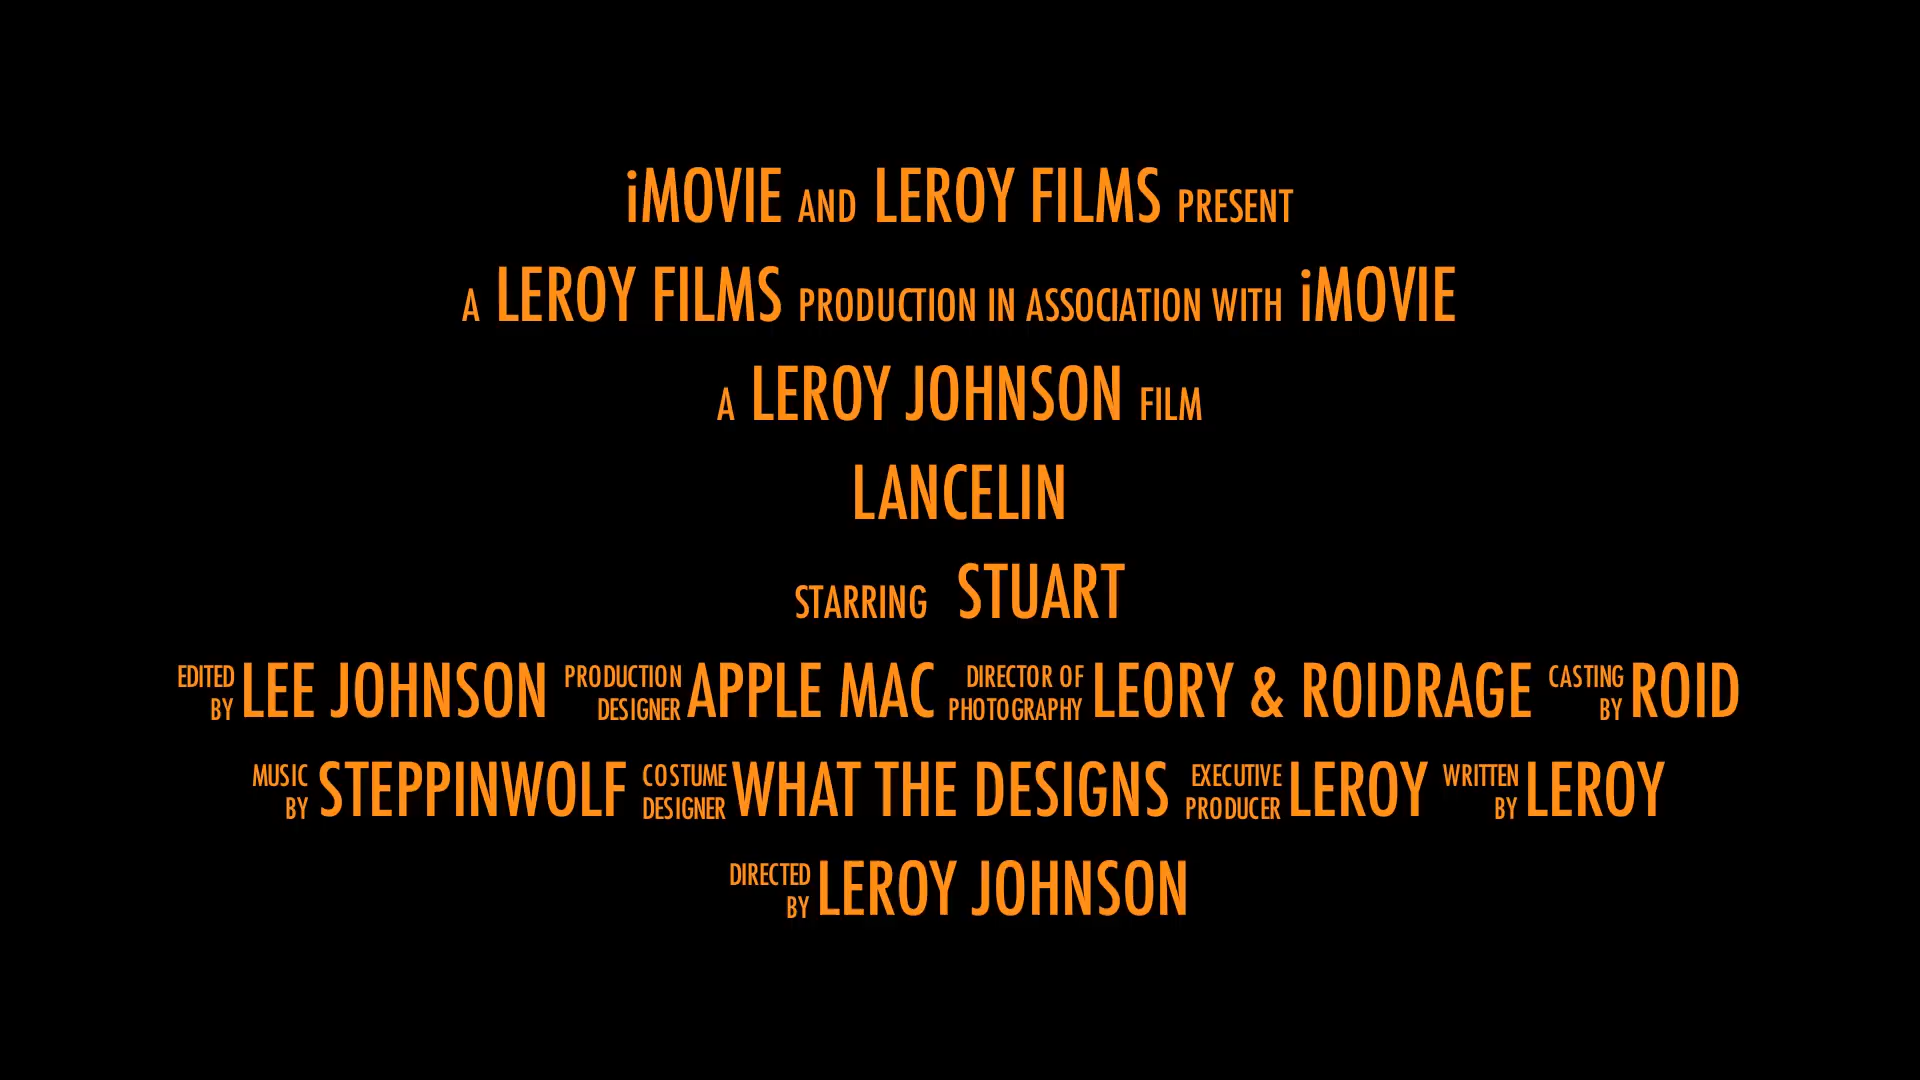 iMOVIE AND LEROY FILMS PRESENT
A LEROY FILMS PRODUCTION IN ASSOCIATION WITH iMOVIE
A LEROY JOHNSON FILM
LANCELIN
STARRING STUART
EDITED BY LEE JOHNSON PRODUCTION DESIGNER APPLE MAC DIRECTOR OF PHOTOGRAPHY LEORY & ROIDRAGE CASTING BY ROID
MUSIC BY STEPPINWOLF COSTUME DESIGNER WHAT THE DESIGNS EXECUTIVE PRODUCER LEROY WRITTEN BY LEROY
DIRECTED BY LEROY JOHNSON